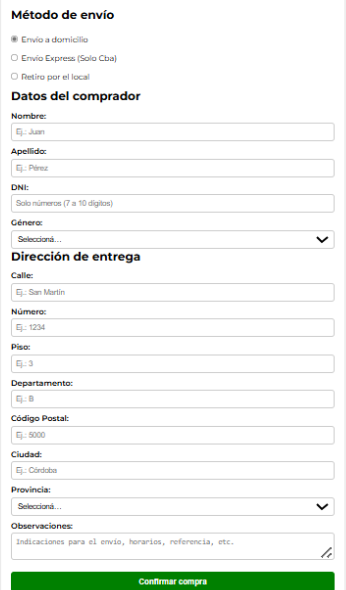 Método de envío
Envío a domicilio
Envío Express (Solo Cba)
Retiro por el local
Datos del comprador
Nombre:
Ej.: Juan
Apellido:
Ej.: Pérez
DNI:
Solo números (7 a 10 dígitos)
Género:
Seleccioná...
Dirección de entrega
Calle:
Ej.: San Martín
Número:
Ej.: 1234
Piso:
Ej.: 3
Departamento:
Ej.: B
Código Postal:
Ej.: 5000
Ciudad:
Ej.: Córdoba
Provincia:
Seleccioná...
Observaciones:
Indicaciones para el envío, horarios, referencia, etc.
Confirmar compra